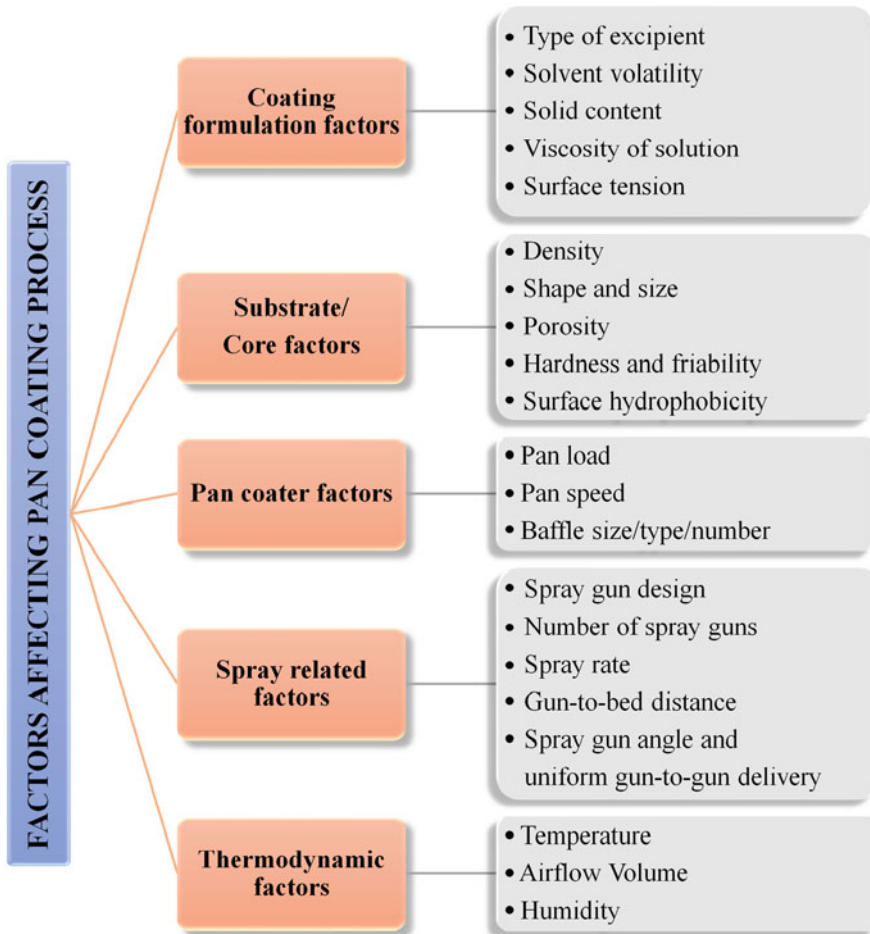 FACTORS AFFECTING PAN COATING PROCESS
Coating
formulation factors
• Type of excipient
• Solvent volatility
• Solid content
• Viscosity of solution
• Surface tension
Substrate/
Core factors
• Density
• Shape and size
• Porosity
• Hardness and friability
• Surface hydrophobicity
Pan coater factors
• Pan load
• Pan speed
• Baffle size/type/number
Spray related
factors
• Spray gun design
• Number of spray guns
• Spray rate
• Gun-to-bed distance
• Spray gun angle and
uniform gun-to-gun delivery
Thermodynamic
factors
• Temperature
• Airflow Volume
• Humidity